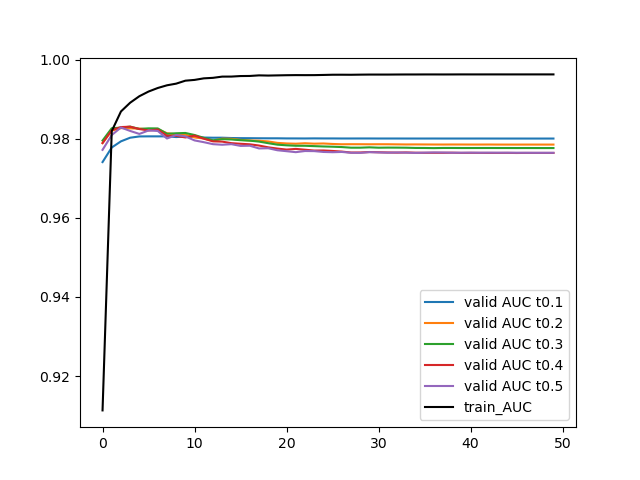 1.00
0.98
0.96
0.94
0.92
0 10 20 30 40 50
valid AUC t0.1
valid AUC t0.2
valid AUC t0.3
valid AUC t0.4
valid AUC t0.5
train_AUC